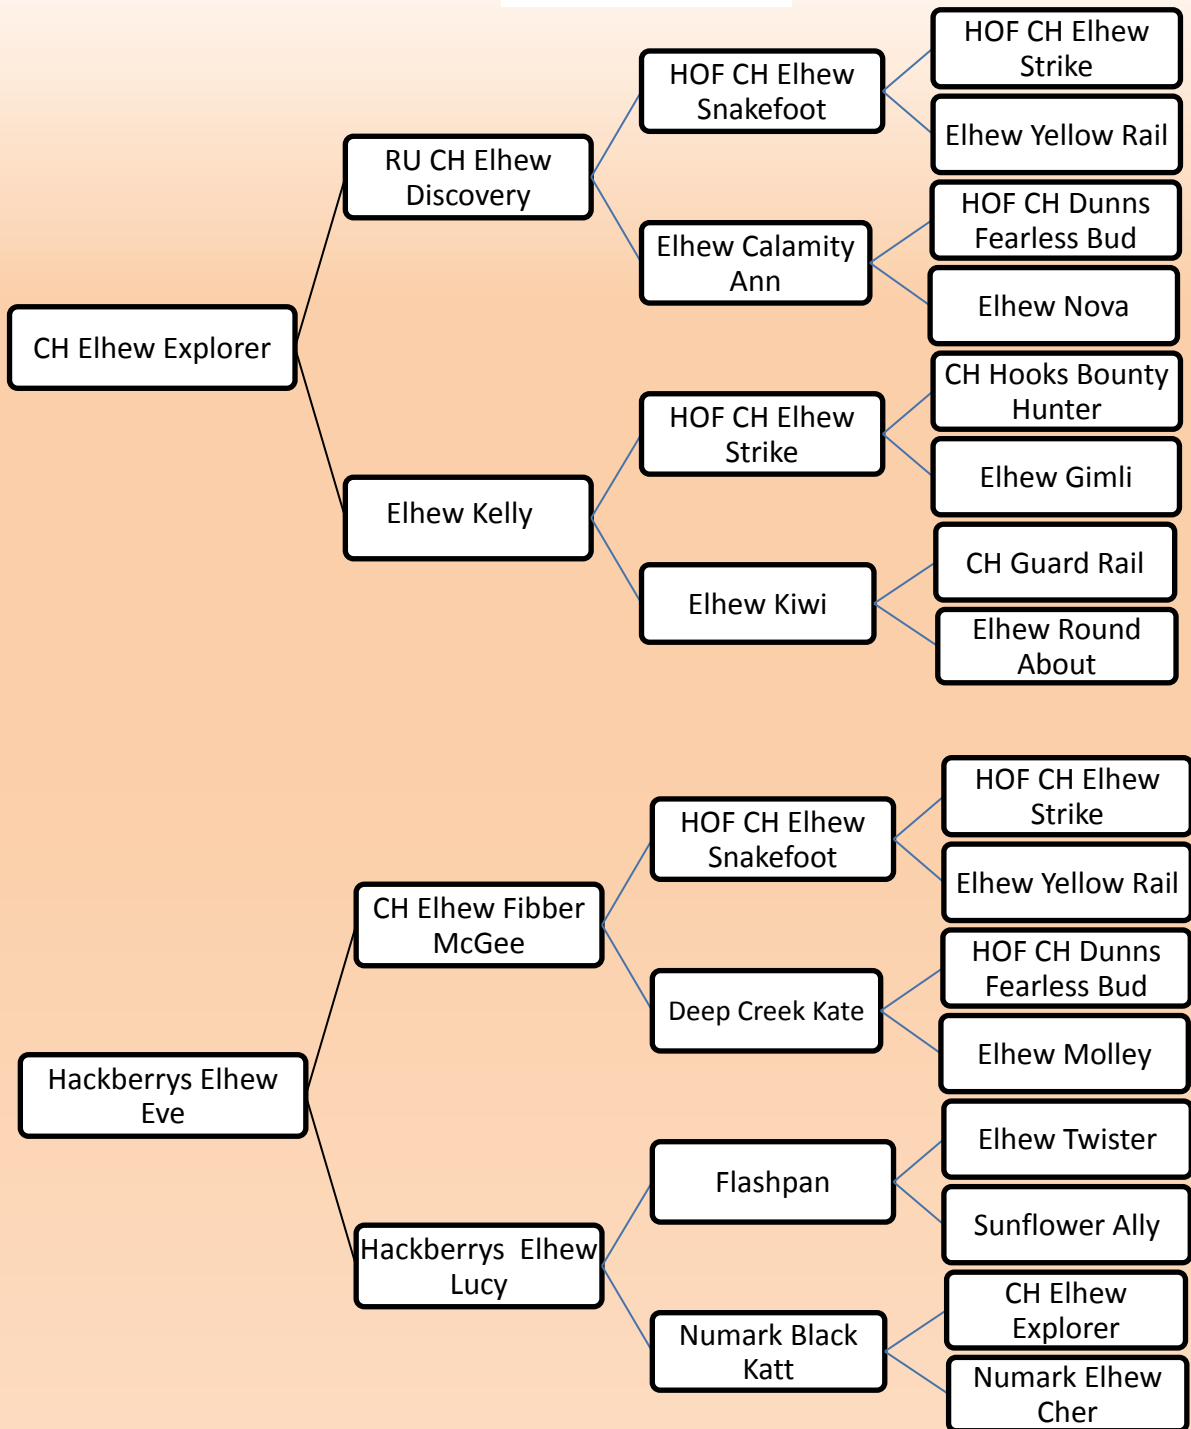 HOF CH Elhew
Strike
HOF CH Elhew
Snakefoot
Elhew Yellow Rail
RU CH Elhew
Discovery
HOF CH Dunns
Fearless Bud
Elhew Calamity
Ann
Elhew Nova
CH Elhew Explorer
CH Hooks Bounty
Hunter
HOF CH Elhew
Strike
Elhew Gimli
Elhew Kelly
CH Guard Rail
Elhew Kiwi
Elhew Round
About
HOF CH Elhew
Strike
HOF CH Elhew
Snakefoot
Elhew Yellow Rail
CH Elhew Fibber
McGee
HOF CH Dunns
Fearless Bud
Deep Creek Kate
Elhew Molley
Hackberrys Elhew
Eve
Elhew Twister
Flashpan
Sunflower Ally
Hackberrys Elhew
Lucy
CH Elhew
Explorer
Numark Black
Katt
Numark Elhew
Cher